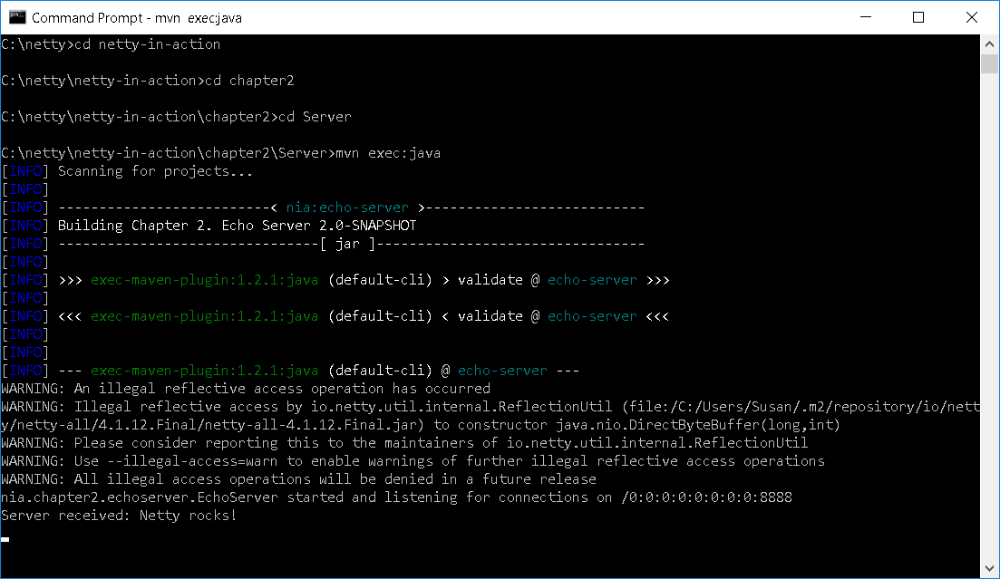 Command Prompt - mvn  exec:java
C:\netty>cd netty-in-action
C:\netty\netty-in-action>cd chapter2
C:\netty\netty-in-action\chapter2>cd Server
C:\netty\netty-in-action\chapter2\Server>mvn exec:java
[INFO] Scanning for projects...
[INFO]
[INFO] --------------------------< nia:echo-server >---------------------------
[INFO] Building Chapter 2. Echo Server 2.0-SNAPSHOT
[INFO] --------------------------------[ jar ]---------------------------------
[INFO]
[INFO] >>> exec-maven-plugin:1.2.1:java (default-cli) > validate @ echo-server >>>
[INFO]
[INFO] <<< exec-maven-plugin:1.2.1:java (default-cli) < validate @ echo-server <<<
[INFO]
[INFO]
[INFO] --- exec-maven-plugin:1.2.1:java (default-cli) @ echo-server ---
WARNING: An illegal reflective access operation has occurred
WARNING: Illegal reflective access by io.netty.util.internal.ReflectionUtil (file:/C:/Users/Susan/.m2/repository/io/nett
y/netty-all/4.1.12.Final/netty-all-4.1.12.Final.jar) to constructor java.nio.DirectByteBuffer(long,int)
WARNING: Please consider reporting this to the maintainers of io.netty.util.internal.ReflectionUtil
WARNING: Use --illegal-access=warn to enable warnings of further illegal reflective access operations
WARNING: All illegal access operations will be denied in a future release
nia.chapter2.echoserver.EchoServer started and listening for connections on /0:0:0:0:0:0:0:0:8888
Server received: Netty rocks!